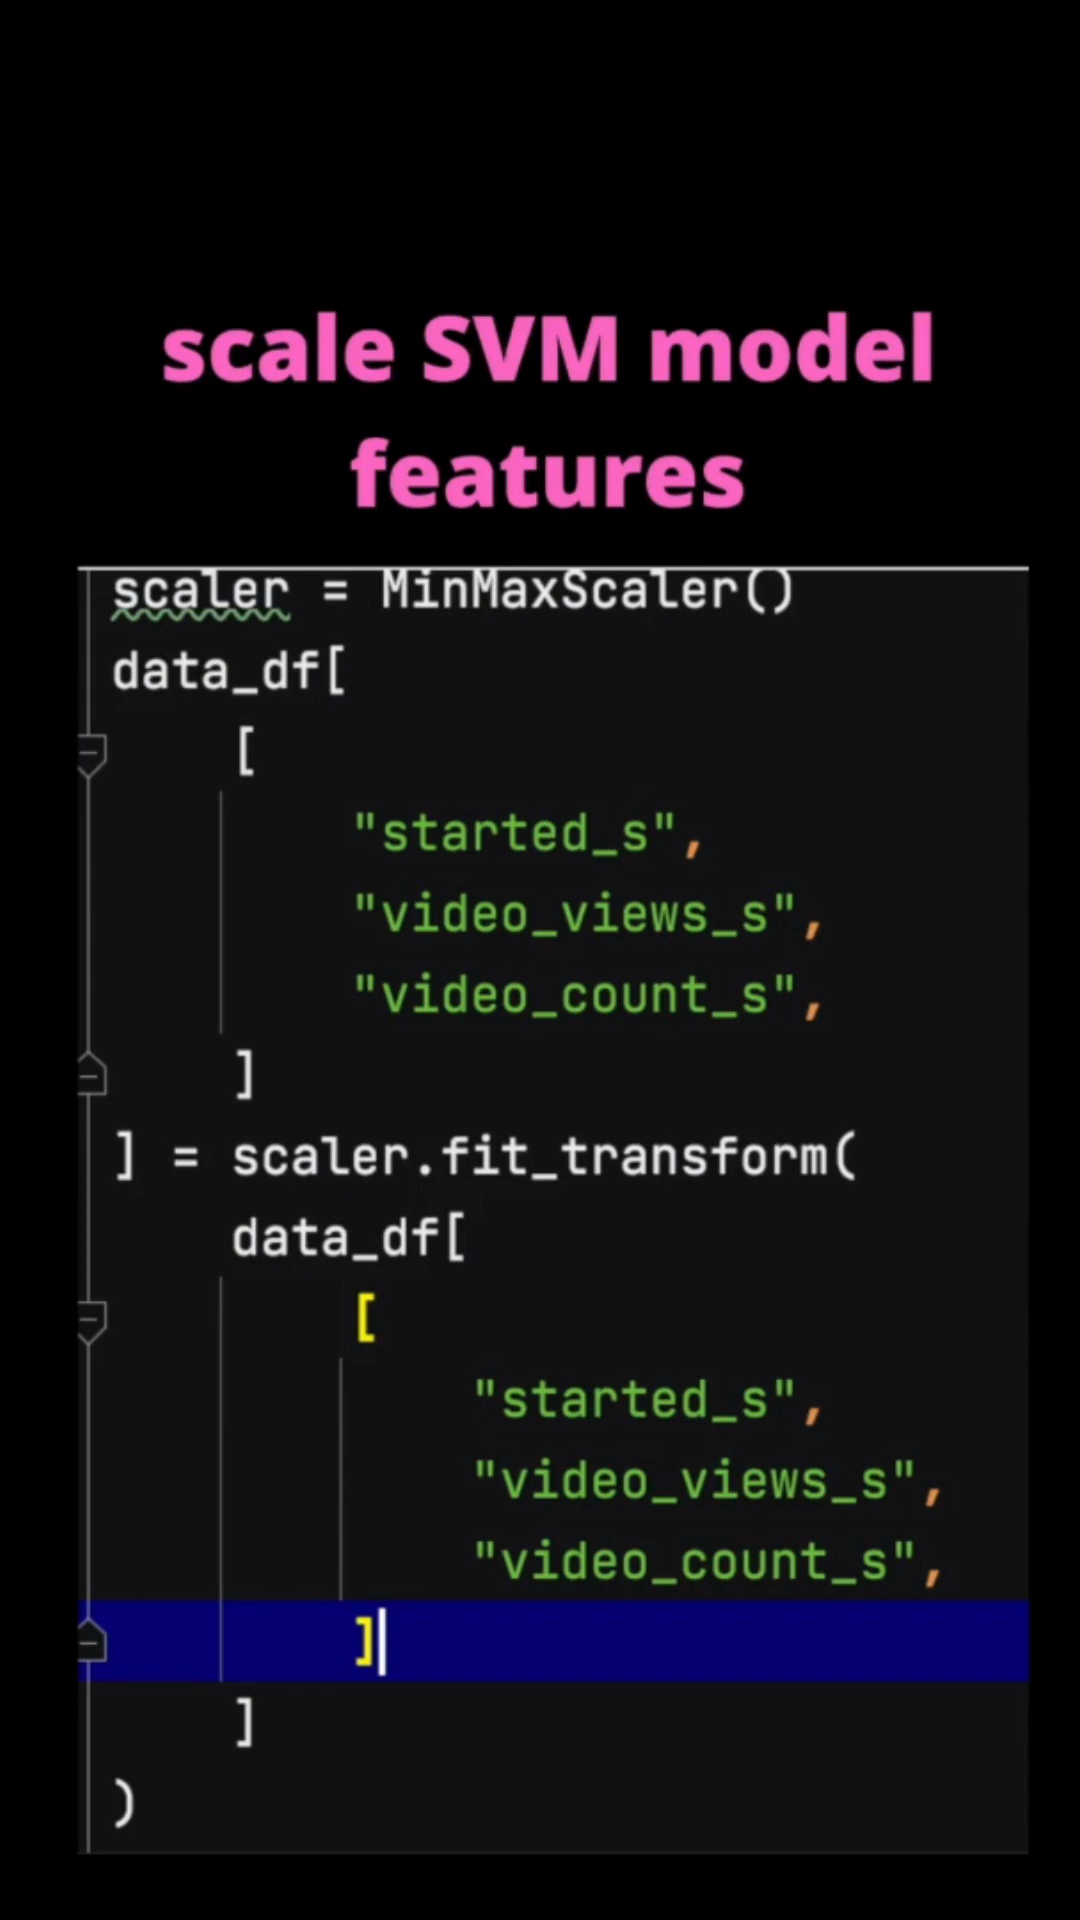 scale SVM model
features
scaler = MinMaxScaler()
data_df[
[
"started_s",
"video_views_s",
"video_count_s",
]
] = scaler.fit_transform(
data_df[
[
"started_s",
"video_views_s",
"video_count_s",
]
]
)